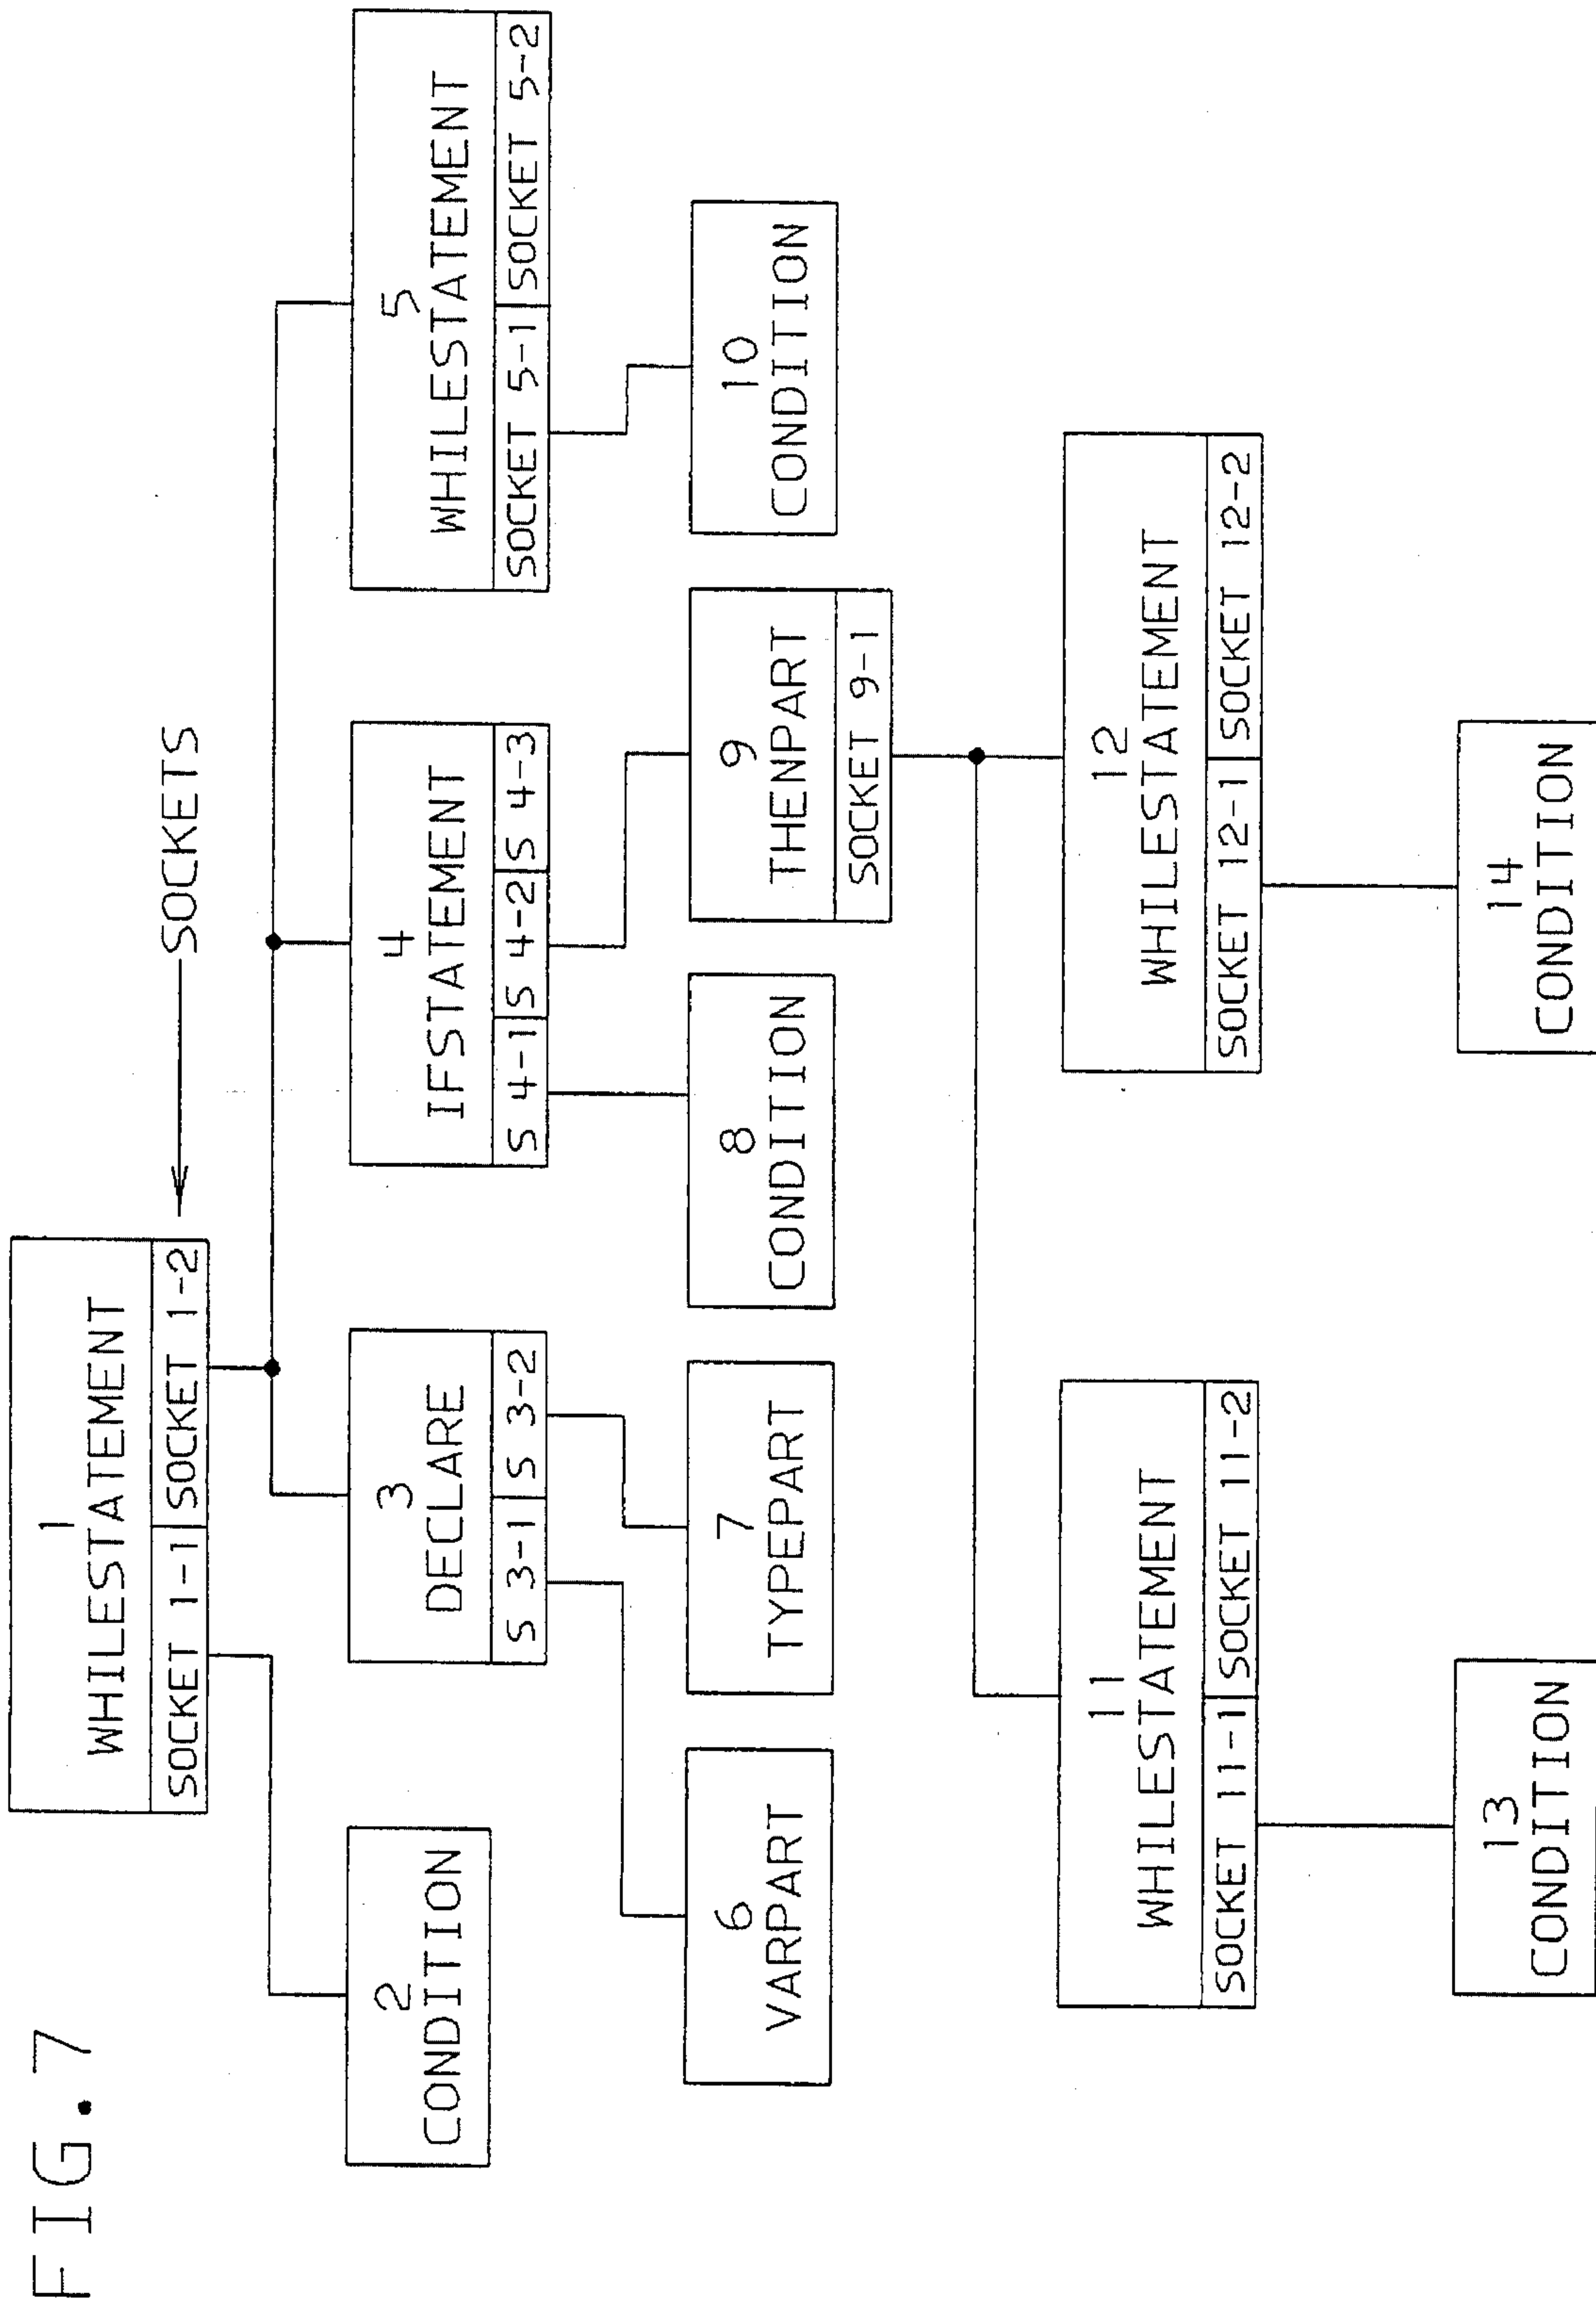 FIG. 7
1
WHILESTATEMENT
SOCKET 1-1 SOCKET 1-2
SOCKETS
2
CONDITION
3
DECLARE
S 3-1 S 3-2
4
IFSTATEMENT
S 4-1 S 4-2 S 4-3
5
WHILESTATEMENT
SOCKET 5-1 SOCKET 5-2
6
VARPART
7
TYPEPART
8
CONDITION
9
THENPART
SOCKET 9-1
10
CONDITION
11
WHILESTATEMENT
SOCKET 11-1 SOCKET 11-2
12
WHILESTATEMENT
SOCKET 12-1 SOCKET 12-2
13
CONDITION
14
CONDITION